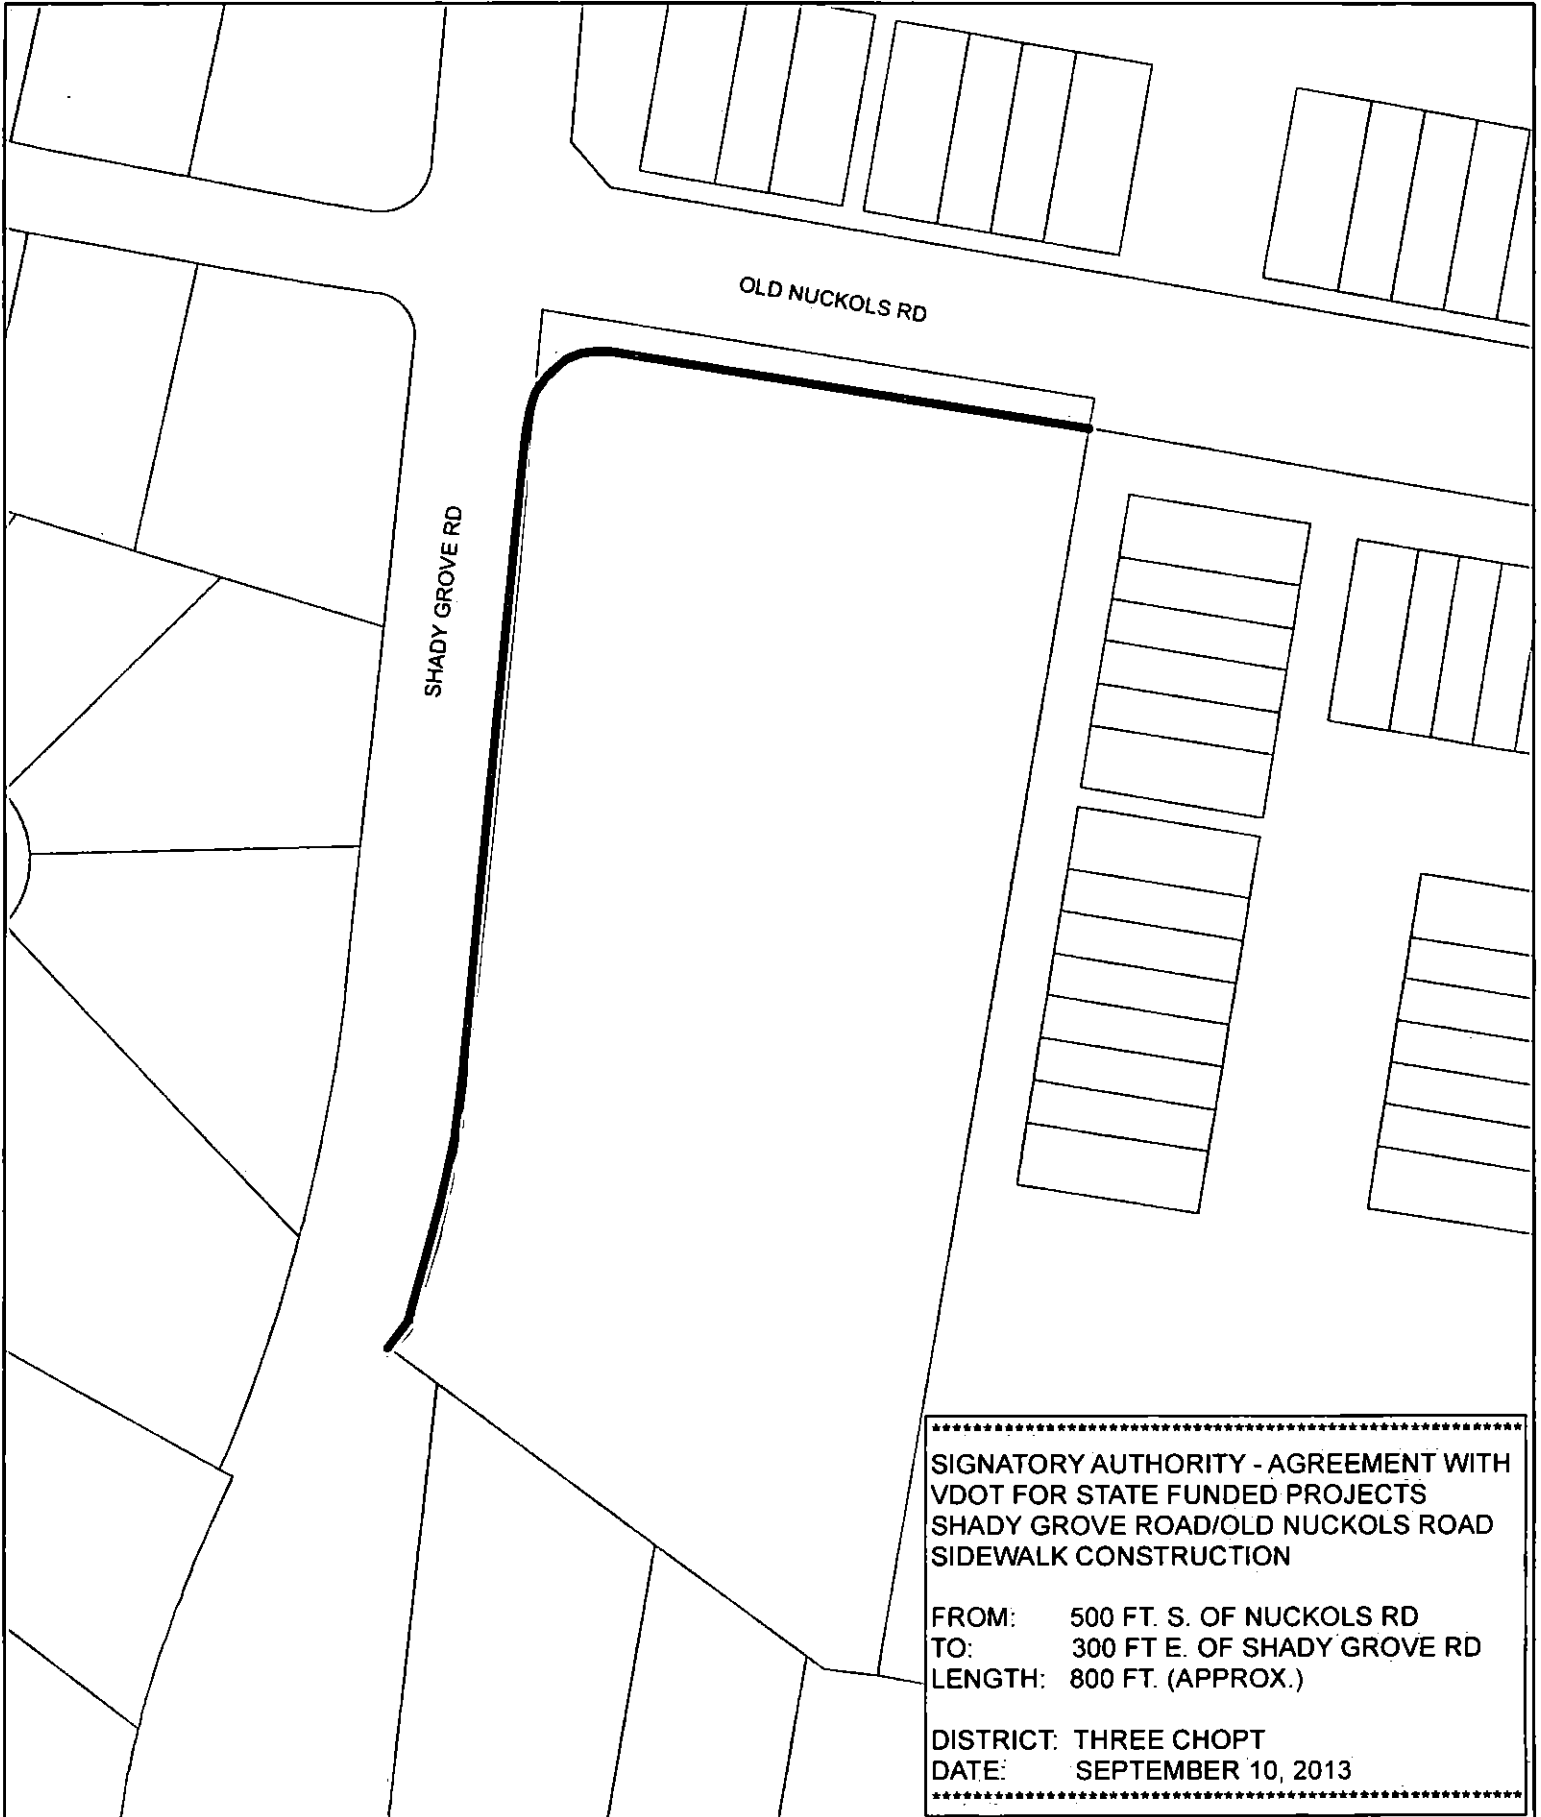 OLD NUCKOLS RD
SHADY GROVE RD
************************************************************************
SIGNATORY AUTHORITY - AGREEMENT WITH
VDOT FOR STATE FUNDED PROJECTS
SHADY GROVE ROAD/OLD NUCKOLS ROAD
SIDEWALK CONSTRUCTION
FROM: 500 FT. S. OF NUCKOLS RD
TO: 300 FT E. OF SHADY GROVE RD
LENGTH: 800 FT. (APPROX.)
DISTRICT: THREE CHOPT
DATE: SEPTEMBER 10, 2013
************************************************************************